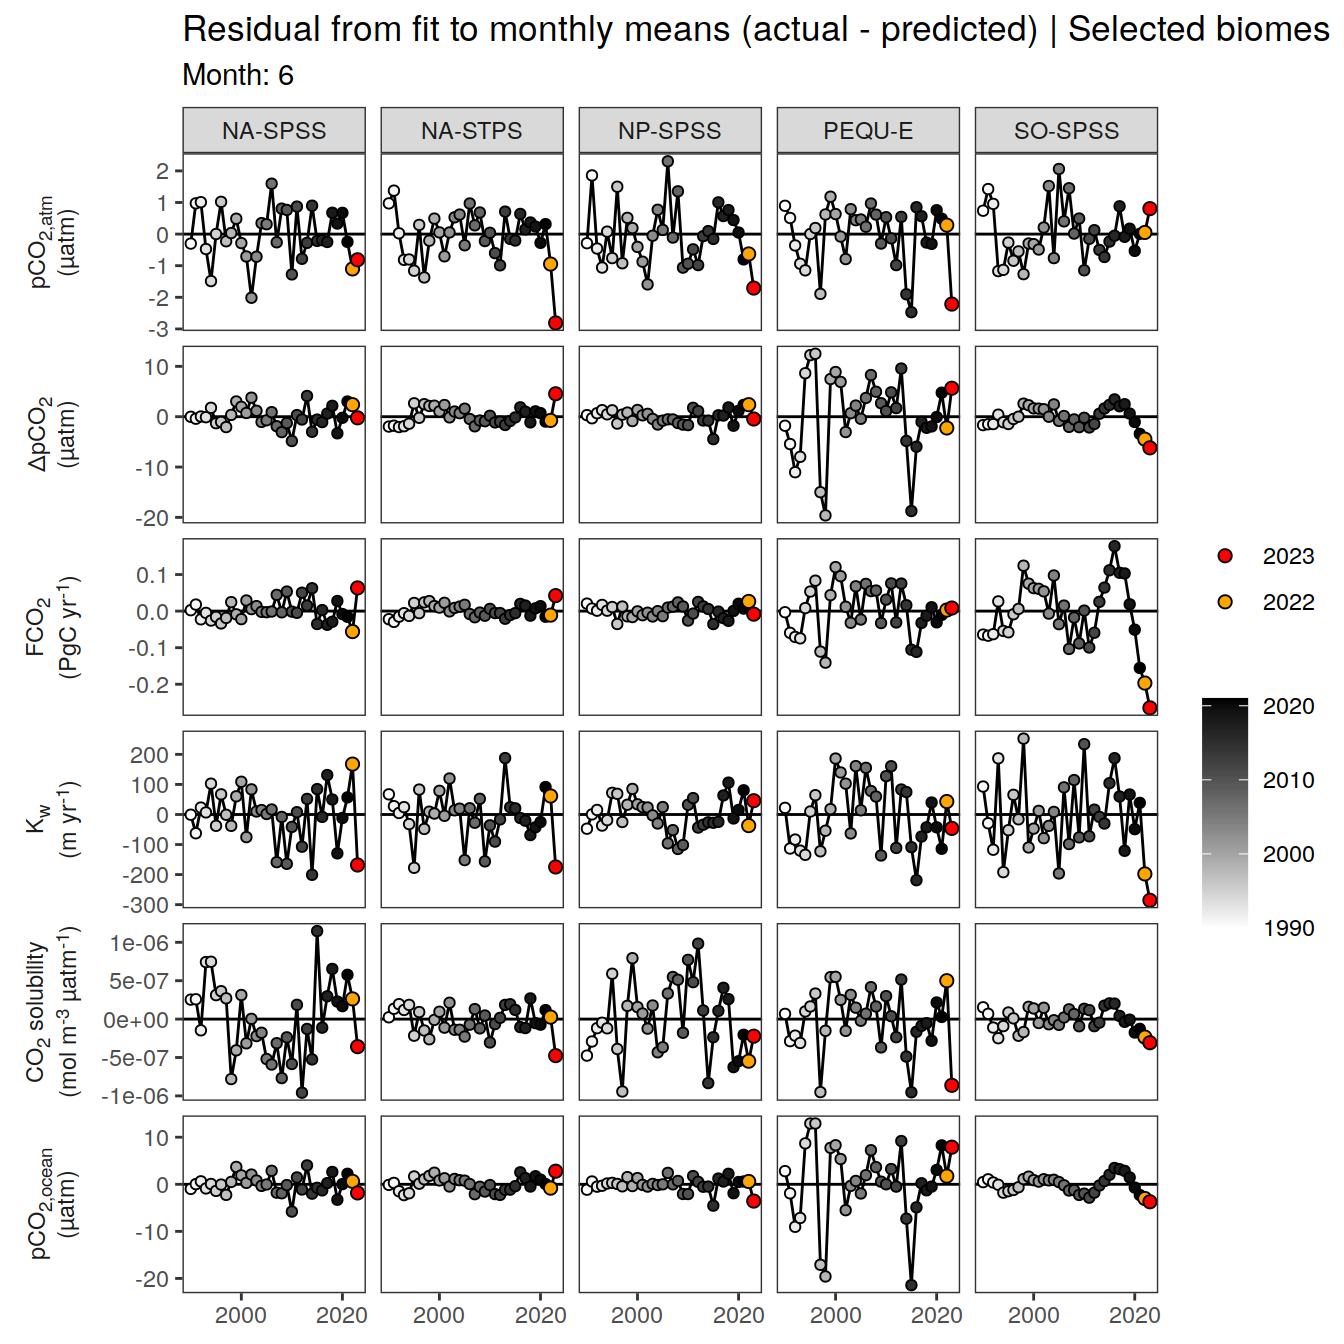 Residual from fit to monthly means (actual - predicted) | Selected biomes
Month: 6
NA-SPSS NA-STPS NP-SPSS PEQU-E SO-SPSS
pCO2,atm
(µatm)
2
1
0
-1
-2
-3
ΔpCO2
(µatm)
10
0
-10
-20
FCO2
(PgC yr-1)
0.1
0.0
-0.1
-0.2
Kw
(m yr-1)
200
100
0
-100
-200
-300
CO2 solubility
(mol m-3 µatm-1)
1e-06
5e-07
0e+00
-5e-07
-1e-06
pCO2,ocean
(µatm)
10
0
-10
-20
2000 2020 2000 2020 2000 2020 2000 2020 2000 2020
2023
2022
2020
2010
2000
1990